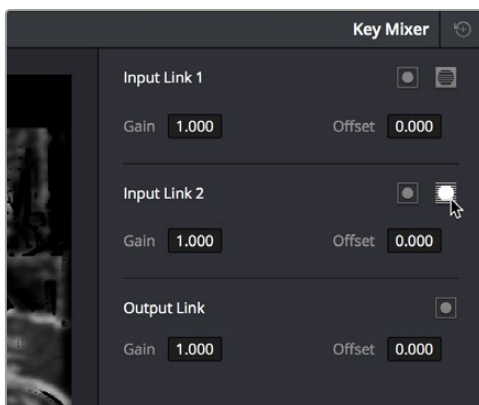 Key Mixer
Input Link 1
Gain 1.000 Offset 0.000
Input Link 2
Gain 1.000 Offset 0.000
Output Link
Gain 1.000 Offset 0.000